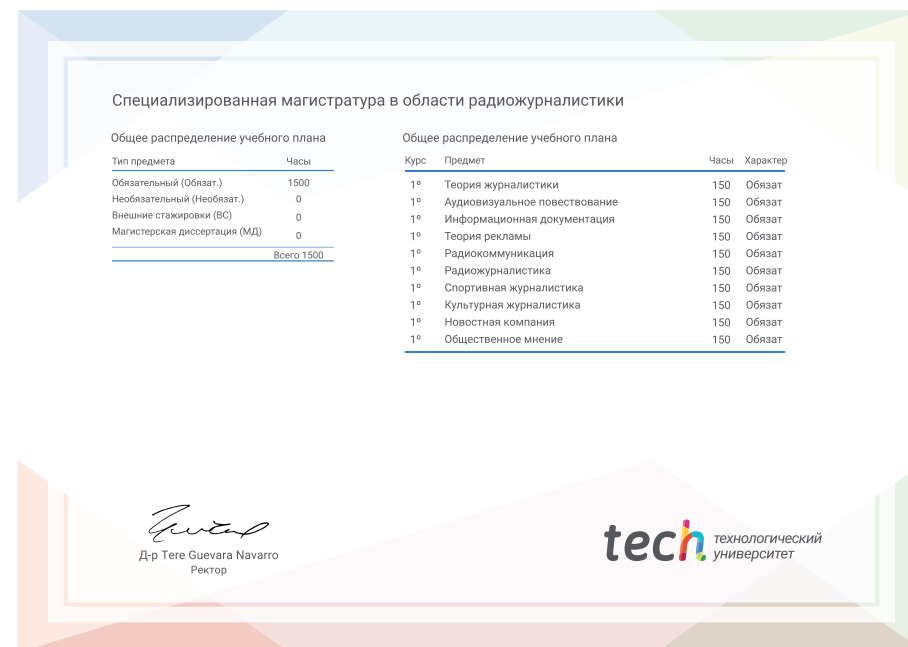 Специализированная магистратура в области радиожурналистики
Общее распределение учебного плана
Тип предмета Часы
Обязательный (Обязат.) 1500
Необязательный (Необязат.) 0
Внешние стажировки (ВС) 0
Магистерская диссертация (МД) 0
Всего 1500
Общее распределение учебного плана
Курс Предмет Часы Характер
1º Теория журналистики 150 Обязат
1º Аудиовизуальное повествование 150 Обязат
1º Информационная документация 150 Обязат
1º Теория рекламы 150 Обязат
1º Радиокоммуникация 150 Обязат
1º Радиожурналистика 150 Обязат
1º Спортивная журналистика 150 Обязат
1º Культурная журналистика 150 Обязат
1º Новостная компания 150 Обязат
1º Общественное мнение 150 Обязат
Д-р Tere Guevara Navarro
Ректор
tech технологический
университет